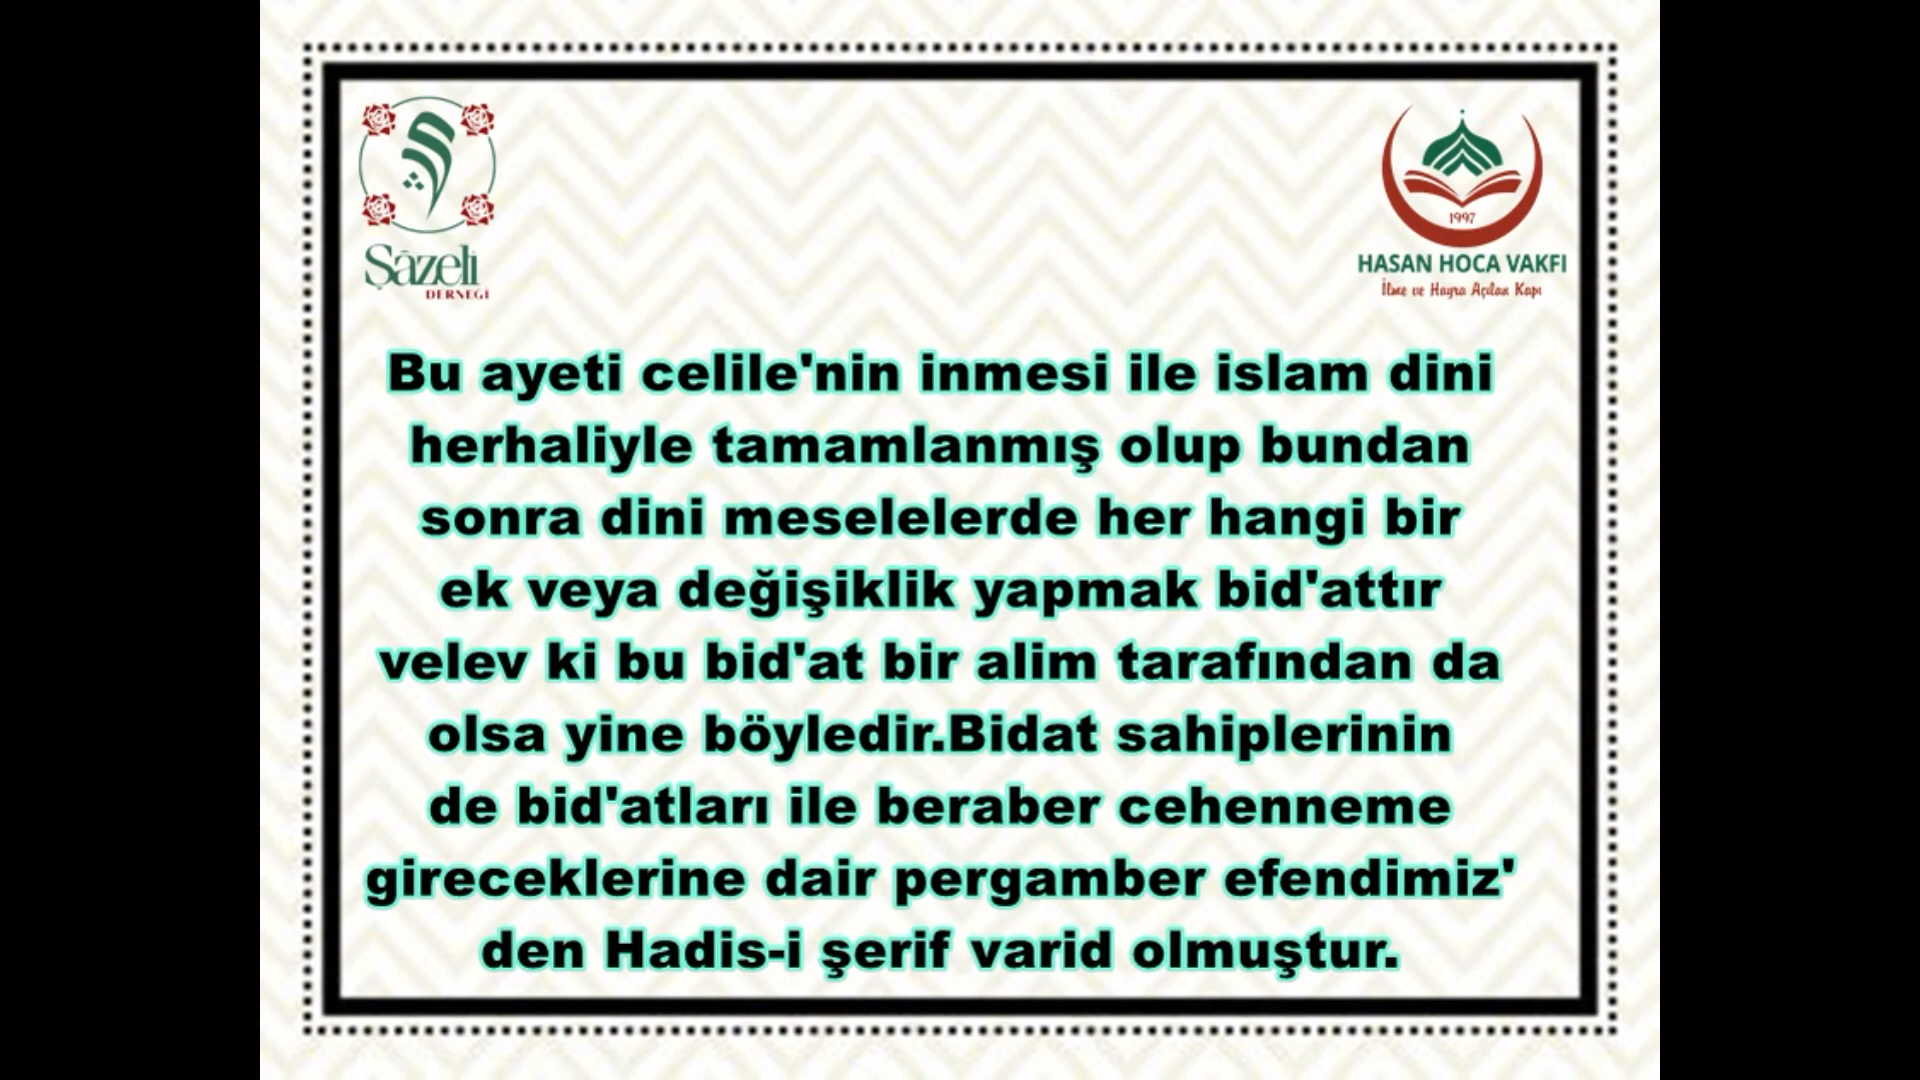 Şâzeli
DERNEĞİ
1997
HASAN HOCA VAKFI
İlme ve Hayra Açılan Kapı
Bu ayeti celile'nin inmesi ile islam dini
herhaliyle tamamlanmış olup bundan
sonra dini meselelerde her hangi bir
ek veya değişiklik yapmak bid'attır
velev ki bu bid'at bir alim tarafından da
olsa yine böyledir.Bidat sahiplerinin
de bid'atları ile beraber cehenneme
gireceklerine dair pergamber efendimiz'
den Hadis-i şerif varid olmuştur.